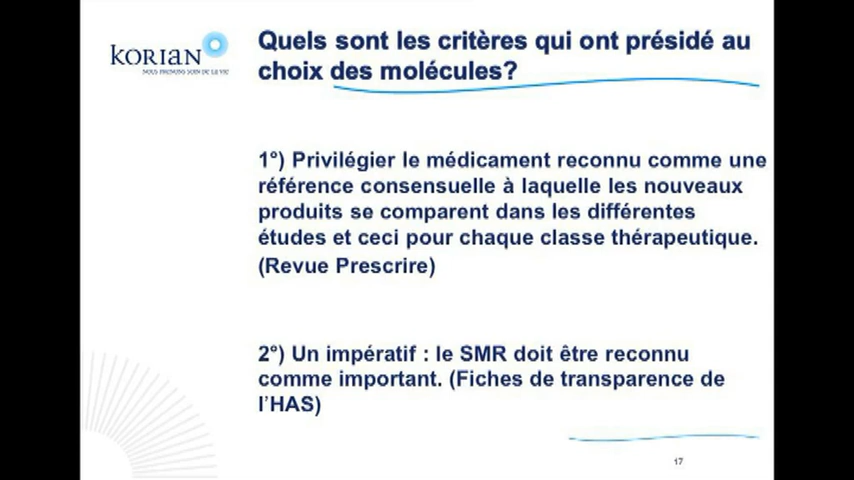 KORIAN
NOUS PRENONS SOIN DE LA VIE
Quels sont les critères qui ont présidé au
choix des molécules?
1°) Privilégier le médicament reconnu comme une
référence consensuelle à laquelle les nouveaux
produits se comparent dans les différentes
études et ceci pour chaque classe thérapeutique.
(Revue Prescrire)
2°) Un impératif : le SMR doit être reconnu
comme important. (Fiches de transparence de
l'HAS)
17